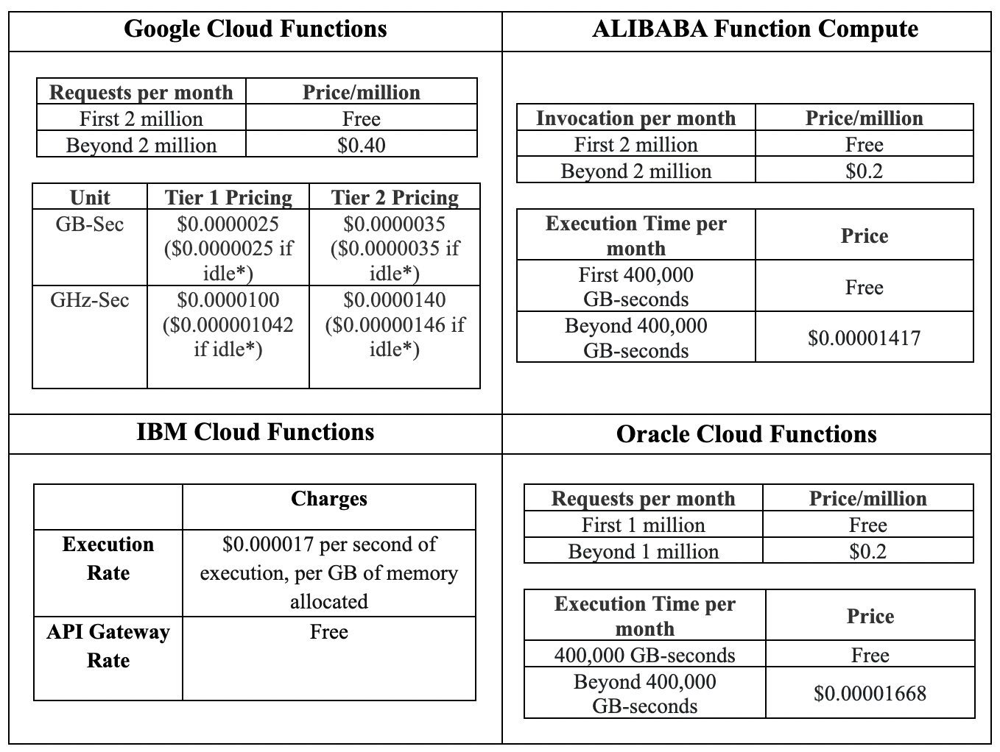 Google Cloud Functions
Requests per month Price/million
First 2 million Free
Beyond 2 million $0.40
Unit Tier 1 Pricing Tier 2 Pricing
GB-Sec $0.0000025 $0.0000035
($0.0000025 if ($0.0000035 if
idle*) idle*)
GHz-Sec $0.0000100 $0.0000140
($0.000001042 ($0.00000146 if
if idle*) idle*)
ALIBABA Function Compute
Invocation per month Price/million
First 2 million Free
Beyond 2 million $0.2
Execution Time per
month
Price
First 400,000
GB-seconds
Free
Beyond 400,000
GB-seconds
$0.00001417
IBM Cloud Functions
Charges
Execution
Rate
$0.000017 per second of
execution, per GB of memory
allocated
API Gateway
Rate
Free
Oracle Cloud Functions
Requests per month Price/million
First 1 million Free
Beyond 1 million $0.2
Execution Time per
month
Price
400,000 GB-seconds Free
Beyond 400,000
GB-seconds
$0.00001668